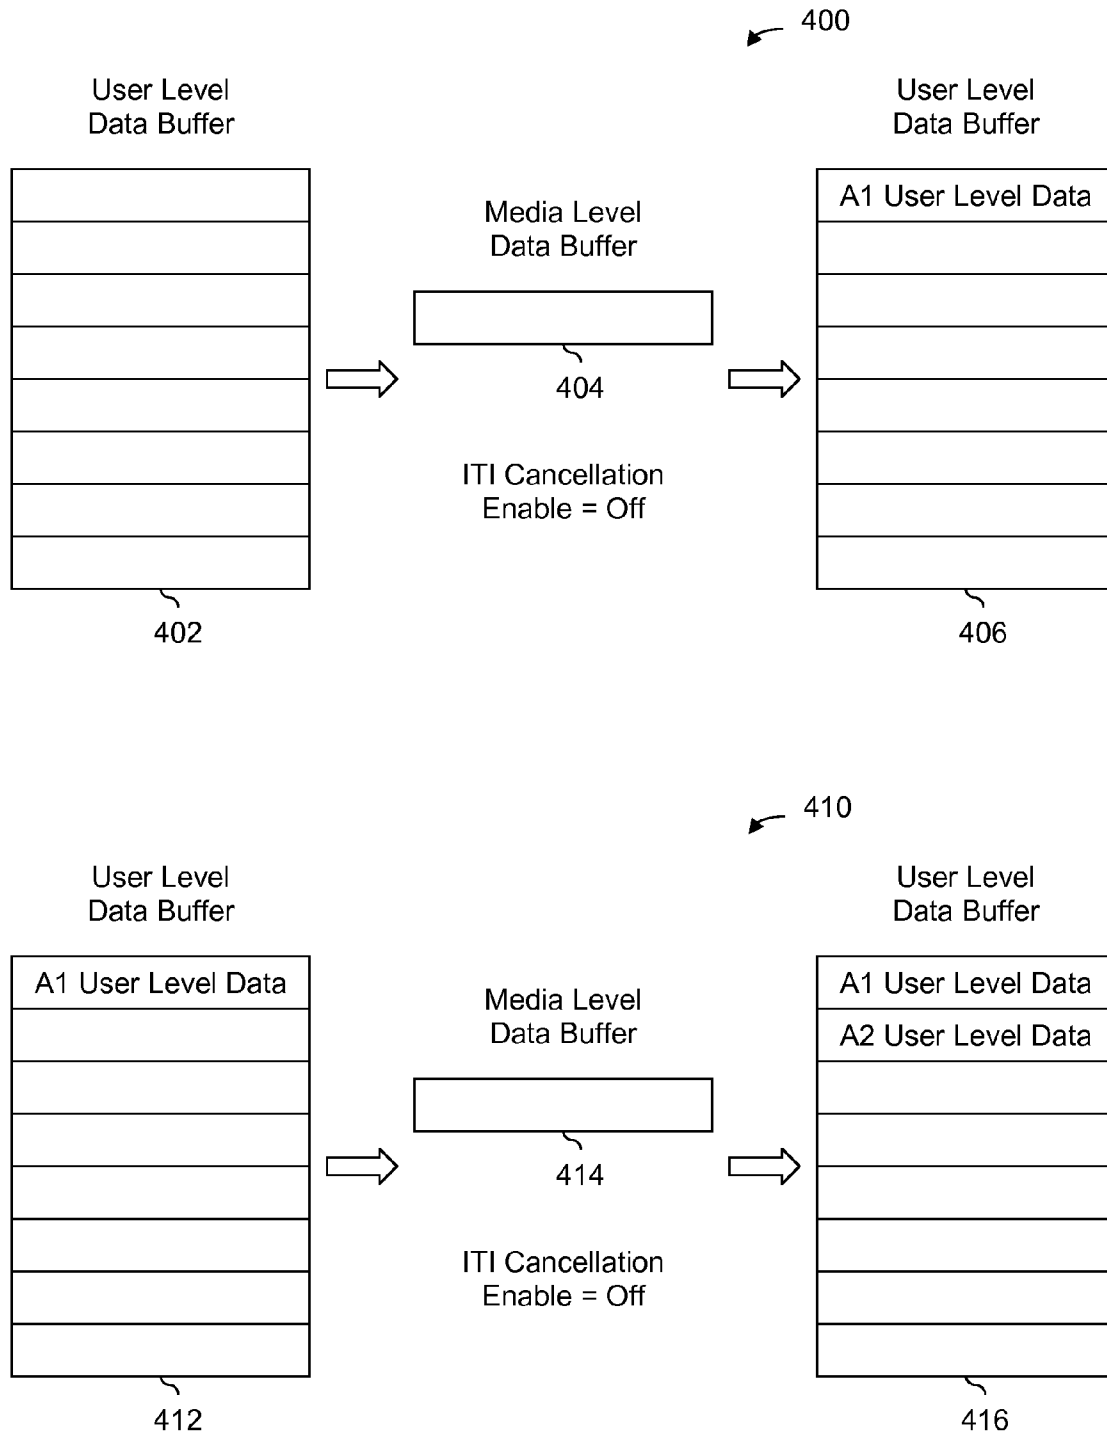 400
User Level
Data Buffer
User Level
Data Buffer
A1 User Level Data
Media Level
Data Buffer
404
ITI Cancellation
Enable = Off
402
406
410
User Level
Data Buffer
User Level
Data Buffer
A1 User Level Data
A1 User Level Data
A2 User Level Data
Media Level
Data Buffer
414
ITI Cancellation
Enable = Off
412
416